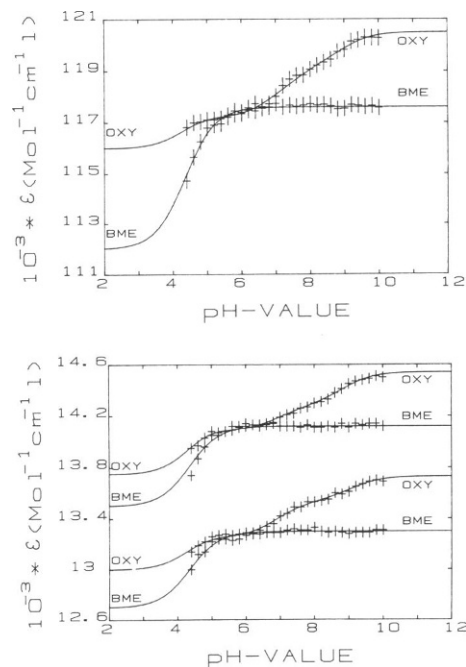 121
119
117
115
113
111
OXY
BME
OXY
BME
2 4 6 8 10 12
pH-VALUE
10⁻³ * ε(Mol⁻¹cm⁻¹l)
14.6
14.2
13.8
13.4
13
12.6
OXY
BME
OXY
BME
OXY
BME
OXY
BME
2 4 6 8 10 12
pH-VALUE
10⁻³ * ε(Mol⁻¹cm⁻¹l)